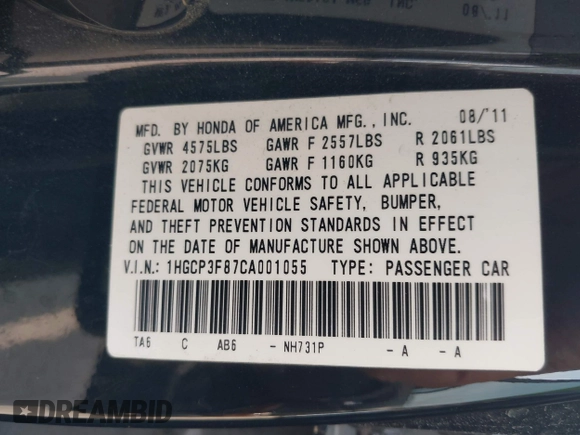 MFD. BY HONDA OF AMERICA MFG., INC. 08/'11
GVWR 4575LBS GAWR F 2557LBS R 2061LBS
GVWR 2075KG GAWR F 1160KG R 935KG
THIS VEHICLE CONFORMS TO ALL APPLICABLE
FEDERAL MOTOR VEHICLE SAFETY, BUMPER,
AND THEFT PREVENTION STANDARDS IN EFFECT
ON THE DATE OF MANUFACTURE SHOWN ABOVE.
V.I.N.: 1HGCP3F87CA001055 TYPE: PASSENGER CAR
TA6 C AB6 - NH731P - A - A
DREAMBID